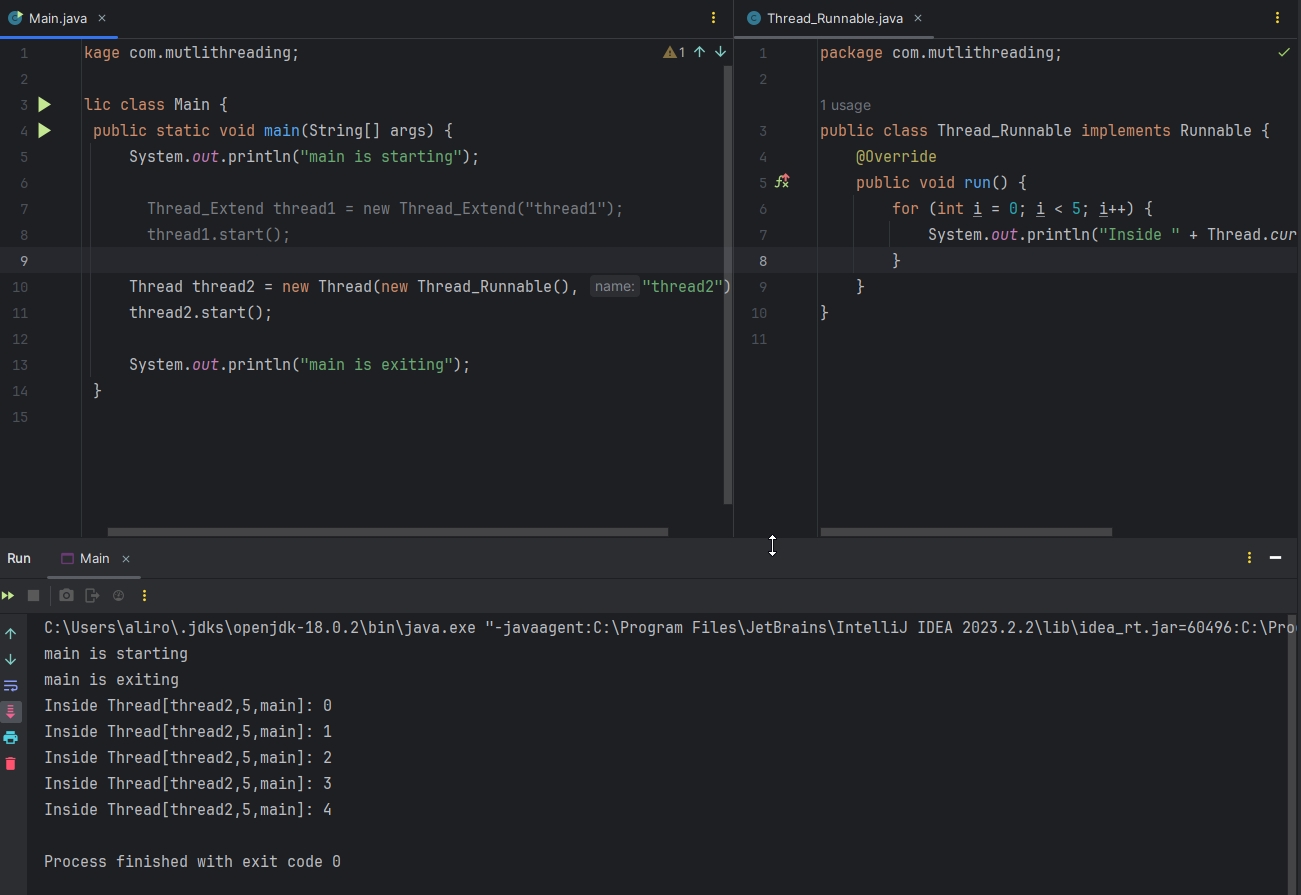 Main.java
Thread_Runnable.java
1 kage com.mutlithreading; 1
2
3 lic class Main {
4 public static void main(String[] args) {
5 System.out.println("main is starting");
6
7 Thread_Extend thread1 = new Thread_Extend("thread1");
8 thread1.start();
9
10 Thread thread2 = new Thread(new Thread_Runnable(), name: "thread2")
11 thread2.start();
12
13 System.out.println("main is exiting");
14 }
15
1 package com.mutlithreading;
2
1 usage
3 public class Thread_Runnable implements Runnable {
4 @Override
5 public void run() {
6 for (int i = 0; i < 5; i++) {
7 System.out.println("Inside " + Thread.cur
8 }
9 }
10 }
11
Run Main
C:\Users\aliro\.jdks\openjdk-18.0.2\bin\java.exe "-javaagent:C:\Program Files\JetBrains\IntelliJ IDEA 2023.2.2\lib\idea_rt.jar=60496:C:\Pro
main is starting
main is exiting
Inside Thread[thread2,5,main]: 0
Inside Thread[thread2,5,main]: 1
Inside Thread[thread2,5,main]: 2
Inside Thread[thread2,5,main]: 3
Inside Thread[thread2,5,main]: 4
Process finished with exit code 0